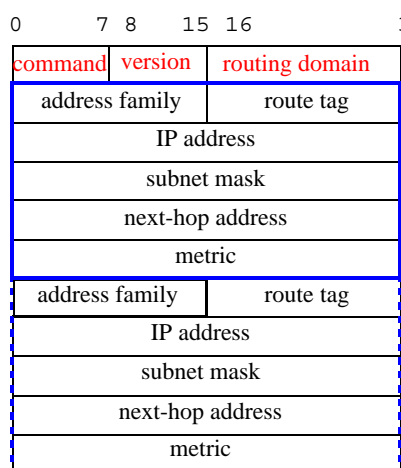 0 7 8 15 16 3
command version routing domain
address family route tag
IP address
subnet mask
next-hop address
metric
address family route tag
IP address
subnet mask
next-hop address
metric